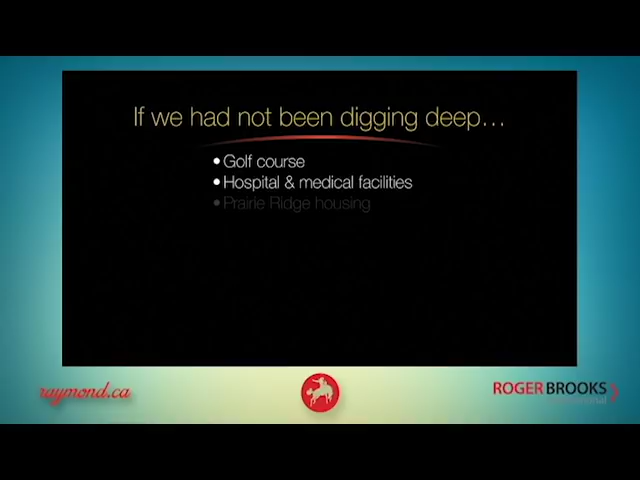 If we had not been digging deep...
• Golf course
• Hospital & medical facilities
• Prairie Ridge housing
raymond.ca
ROGER BROOKS